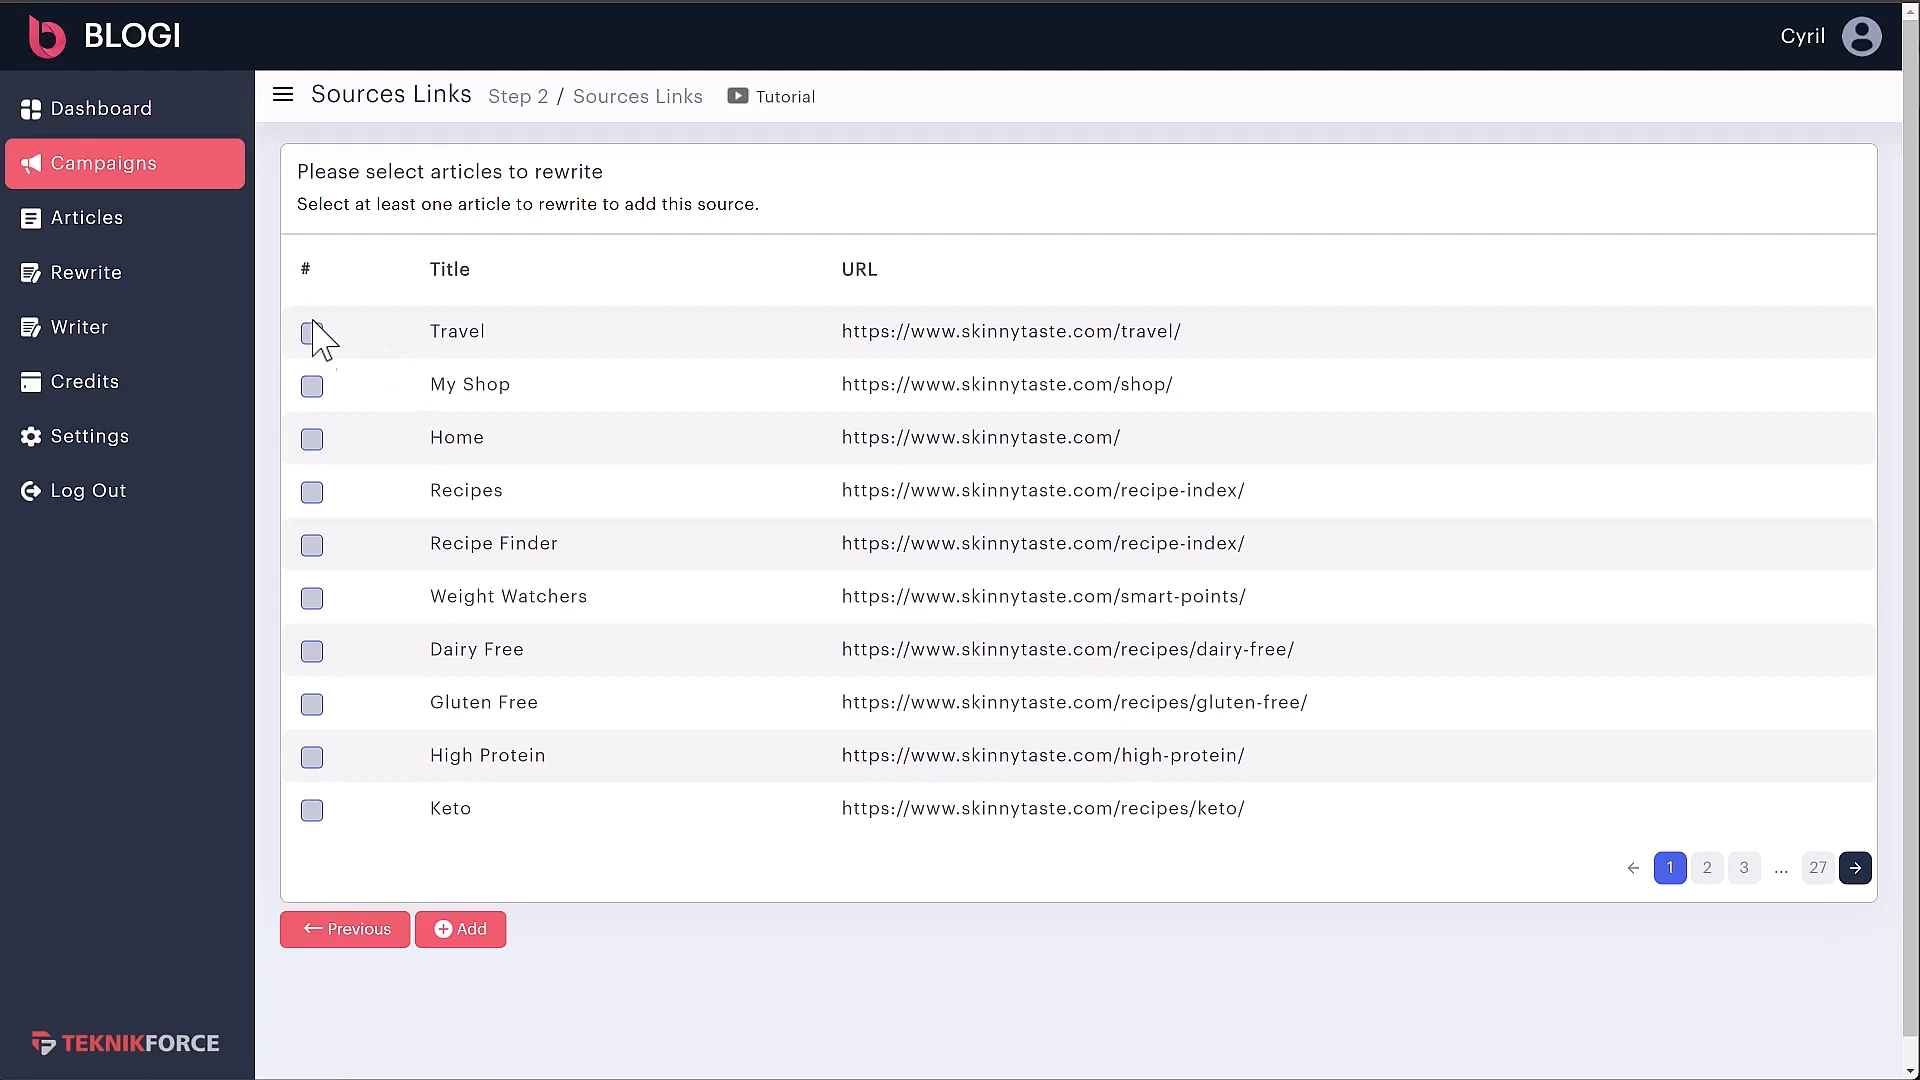 BLOGI
Cyril
Dashboard
Campaigns
Articles
Rewrite
Writer
Credits
Settings
Log Out
TEKNIKFORCE
Sources Links Step 2 / Sources Links Tutorial
Please select articles to rewrite
Select at least one article to rewrite to add this source.
# Title URL
Travel https://www.skinnytaste.com/travel/
My Shop https://www.skinnytaste.com/shop/
Home https://www.skinnytaste.com/
Recipes https://www.skinnytaste.com/recipe-index/
Recipe Finder https://www.skinnytaste.com/recipe-index/
Weight Watchers https://www.skinnytaste.com/smart-points/
Dairy Free https://www.skinnytaste.com/recipes/dairy-free/
Gluten Free https://www.skinnytaste.com/recipes/gluten-free/
High Protein https://www.skinnytaste.com/high-protein/
Keto https://www.skinnytaste.com/recipes/keto/
← 1 2 3 ... 27 →
← Previous Add